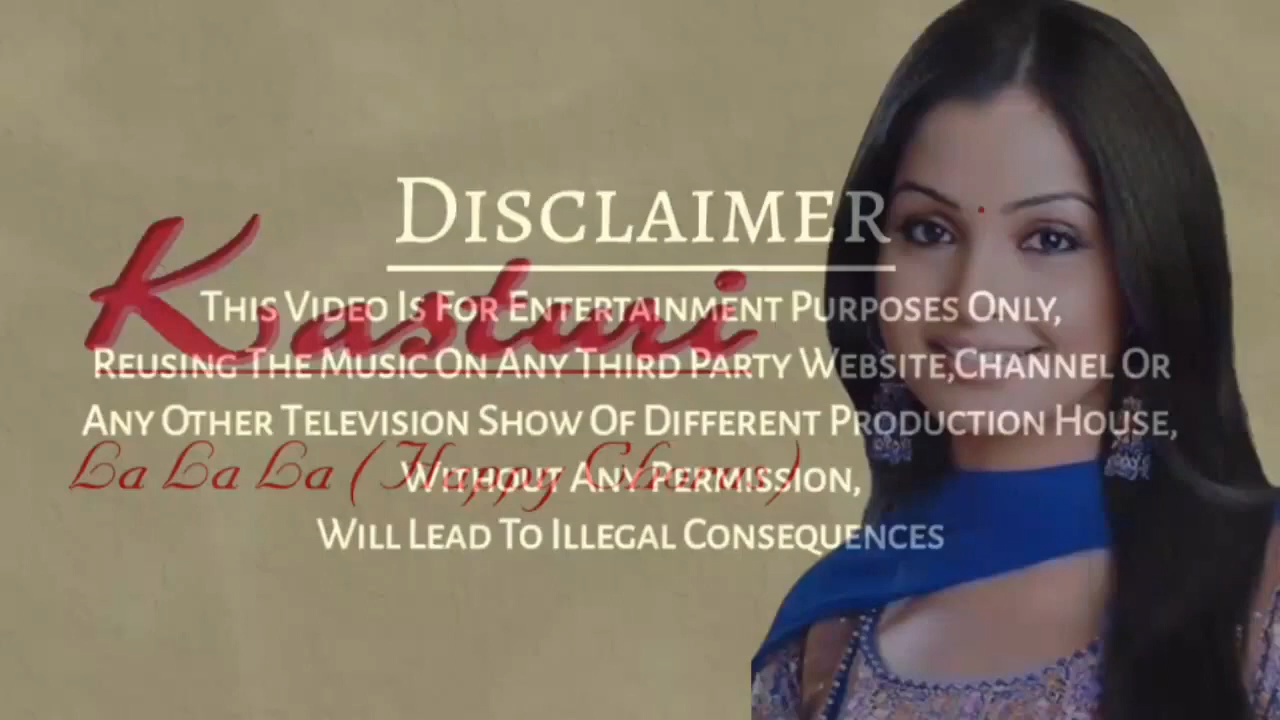 DISCLAIMER
Kasturi
THIS VIDEO IS FOR ENTERTAINMENT PURPOSES ONLY,
REUSING THE MUSIC ON ANY THIRD PARTY WEBSITE,CHANNEL OR
ANY OTHER TELEVISION SHOW OF DIFFERENT PRODUCTION HOUSE,
La La La (Happy Chorus)
WITHOUT ANY PERMISSION,
WILL LEAD TO ILLEGAL CONSEQUENCES